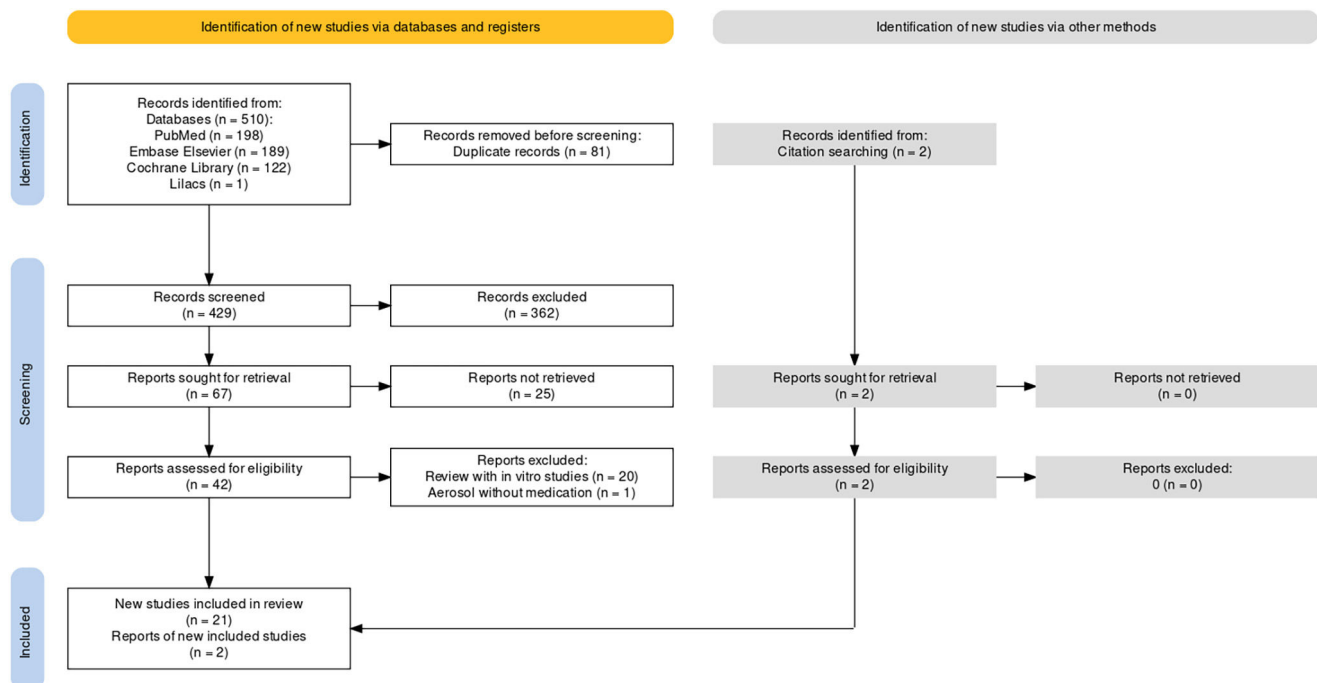 Identification of new studies via databases and registers
Identification of new studies via other methods
Identification
Records identified from:
Databases (n = 510):
PubMed (n = 198)
Embase Elsevier (n = 189)
Cochrane Library (n = 122)
Lilacs (n = 1)
Records removed before screening:
Duplicate records (n = 81)
Records identified from:
Citation searching (n = 2)
Screening
Records screened
(n = 429)
Records excluded
(n = 362)
Reports sought for retrieval
(n = 67)
Reports not retrieved
(n = 25)
Reports sought for retrieval
(n = 2)
Reports not retrieved
(n = 0)
Reports assessed for eligibility
(n = 42)
Reports excluded:
Review with in vitro studies (n = 20)
Aerosol without medication (n = 1)
Reports assessed for eligibility
(n = 2)
Reports excluded:
0 (n = 0)
Included
New studies included in review
(n = 21)
Reports of new included studies
(n = 2)